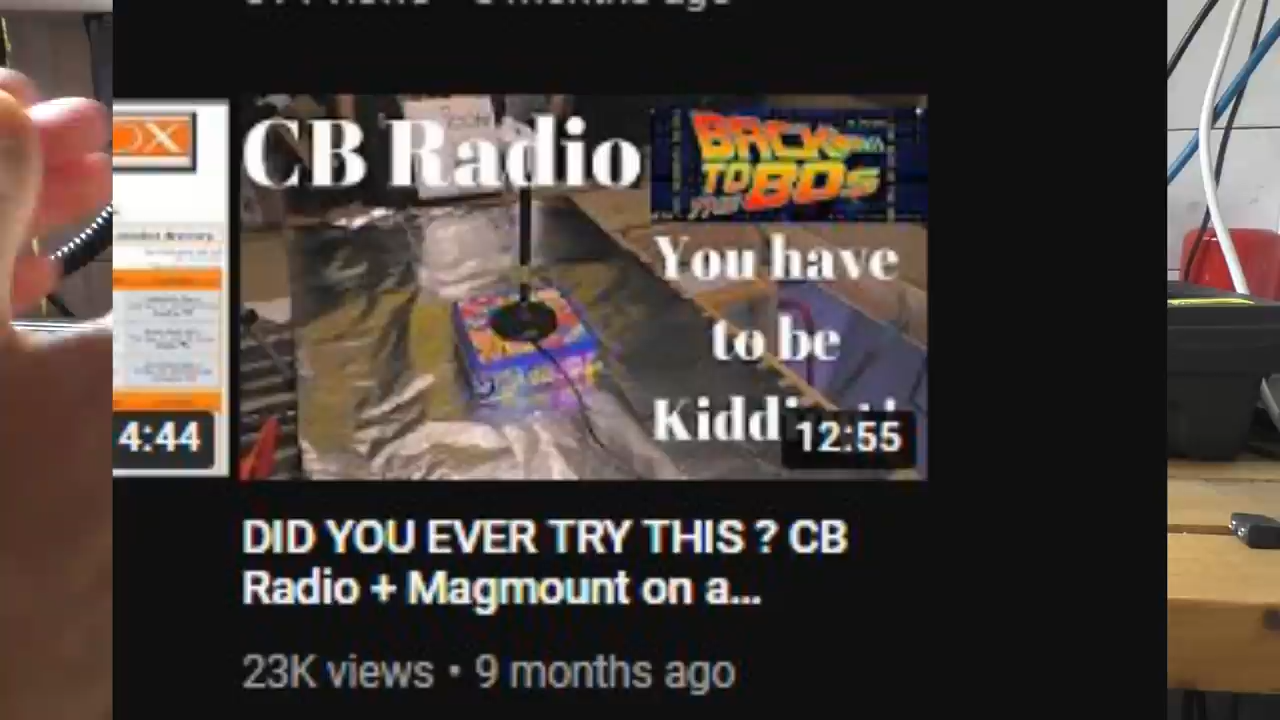 CB Radio
BACK
TO THE 80s
You have
to be
Kidd
12:55
4:44
DID YOU EVER TRY THIS ? CB
Radio + Magmount on a...
23K views • 9 months ago